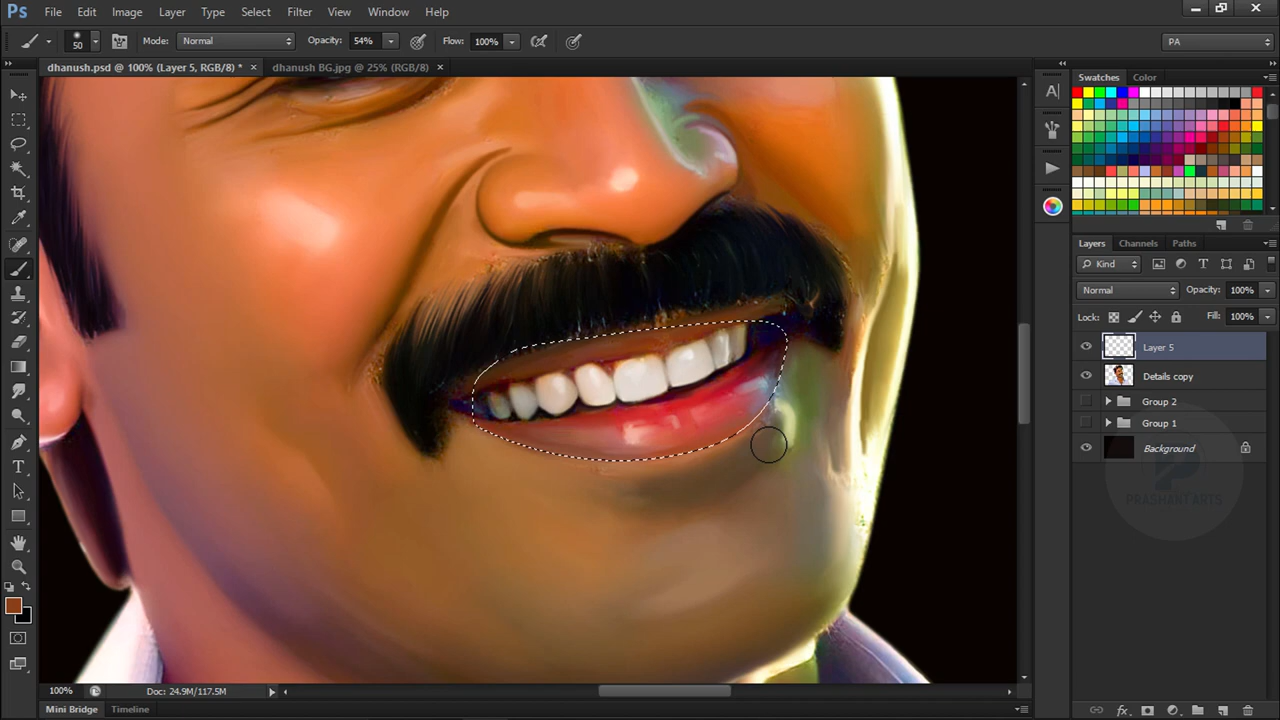 Ps File Edit Image Layer Type Select Filter View Window Help
50 Mode: Normal Opacity: 54% Flow: 100% PA
dhanush.psd @ 100% (Layer 5, RGB/8) * × dhanush BG.jpg @ 25% (RGB/8) ×
Swatches Color
Layers Channels Paths
Kind
Normal Opacity: 100%
Lock: Fill: 100%
Layer 5
Details copy
Group 2
Group 1
Background
PRASHANT ARTS
100% Doc: 24.9M/117.5M
Mini Bridge Timeline